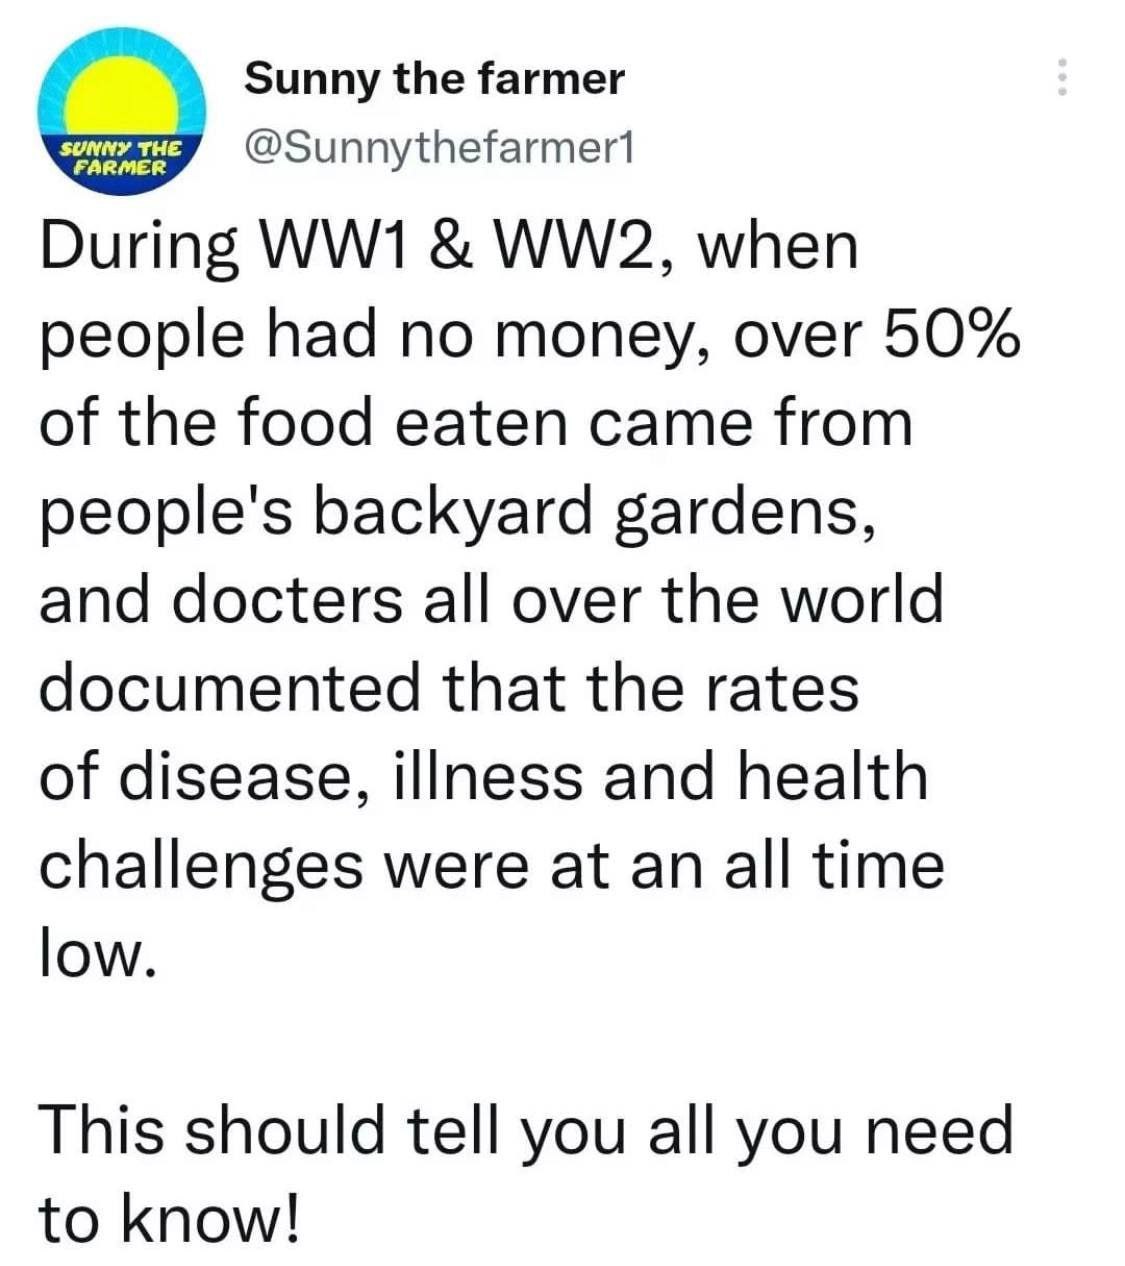 Sunny the farmer
@Sunnythefarmer1
SUNNY THE
FARMER
During WW1 & WW2, when
people had no money, over 50%
of the food eaten came from
people's backyard gardens,
and docters all over the world
documented that the rates
of disease, illness and health
challenges were at an all time
low.
This should tell you all you need
to know!